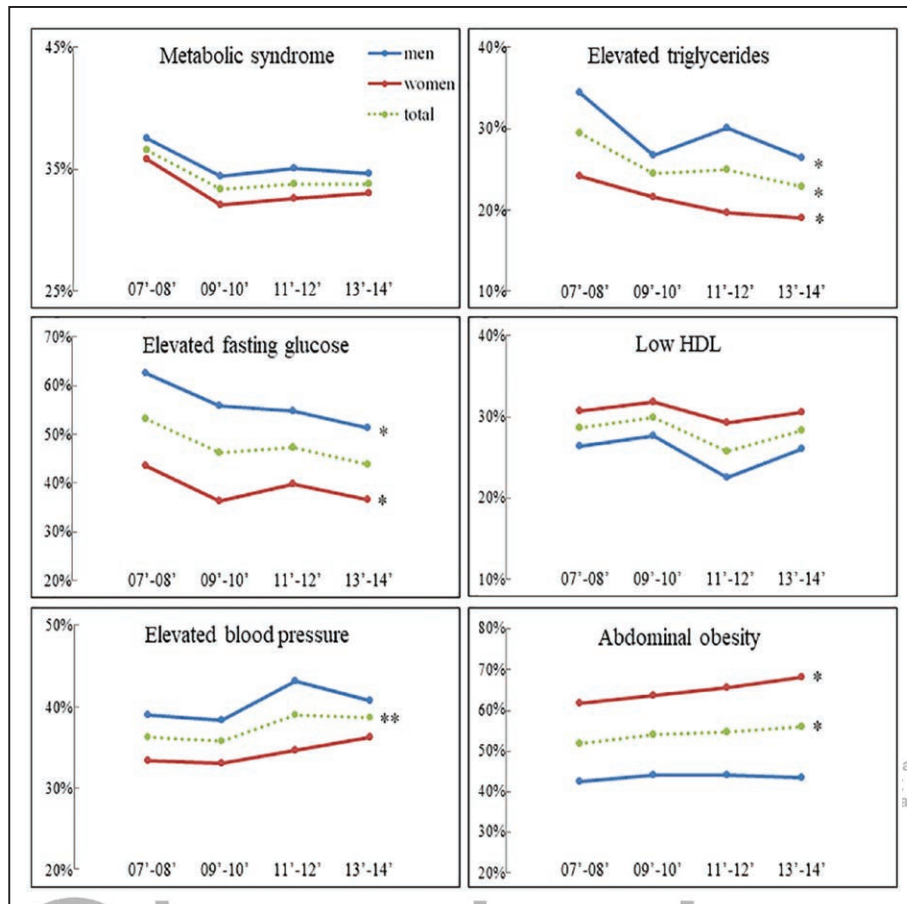 Metabolic syndrome
men
women
total
45%
35%
25%
07’-08’ 09’-10’ 11’-12’ 13’-14’
Elevated triglycerides
40%
30%
20%
10%
*
*
*
07’-08’ 09’-10’ 11’-12’ 13’-14’
Elevated fasting glucose
70%
60%
50%
40%
30%
20%
*
*
07’-08’ 09’-10’ 11’-12’ 13’-14’
Low HDL
40%
30%
20%
10%
07’-08’ 09’-10’ 11’-12’ 13’-14’
Elevated blood pressure
50%
40%
30%
20%
**
07’-08’ 09’-10’ 11’-12’ 13’-14’
Abdominal obesity
80%
70%
60%
50%
40%
30%
20%
*
*
07’-08’ 09’-10’ 11’-12’ 13’-14’